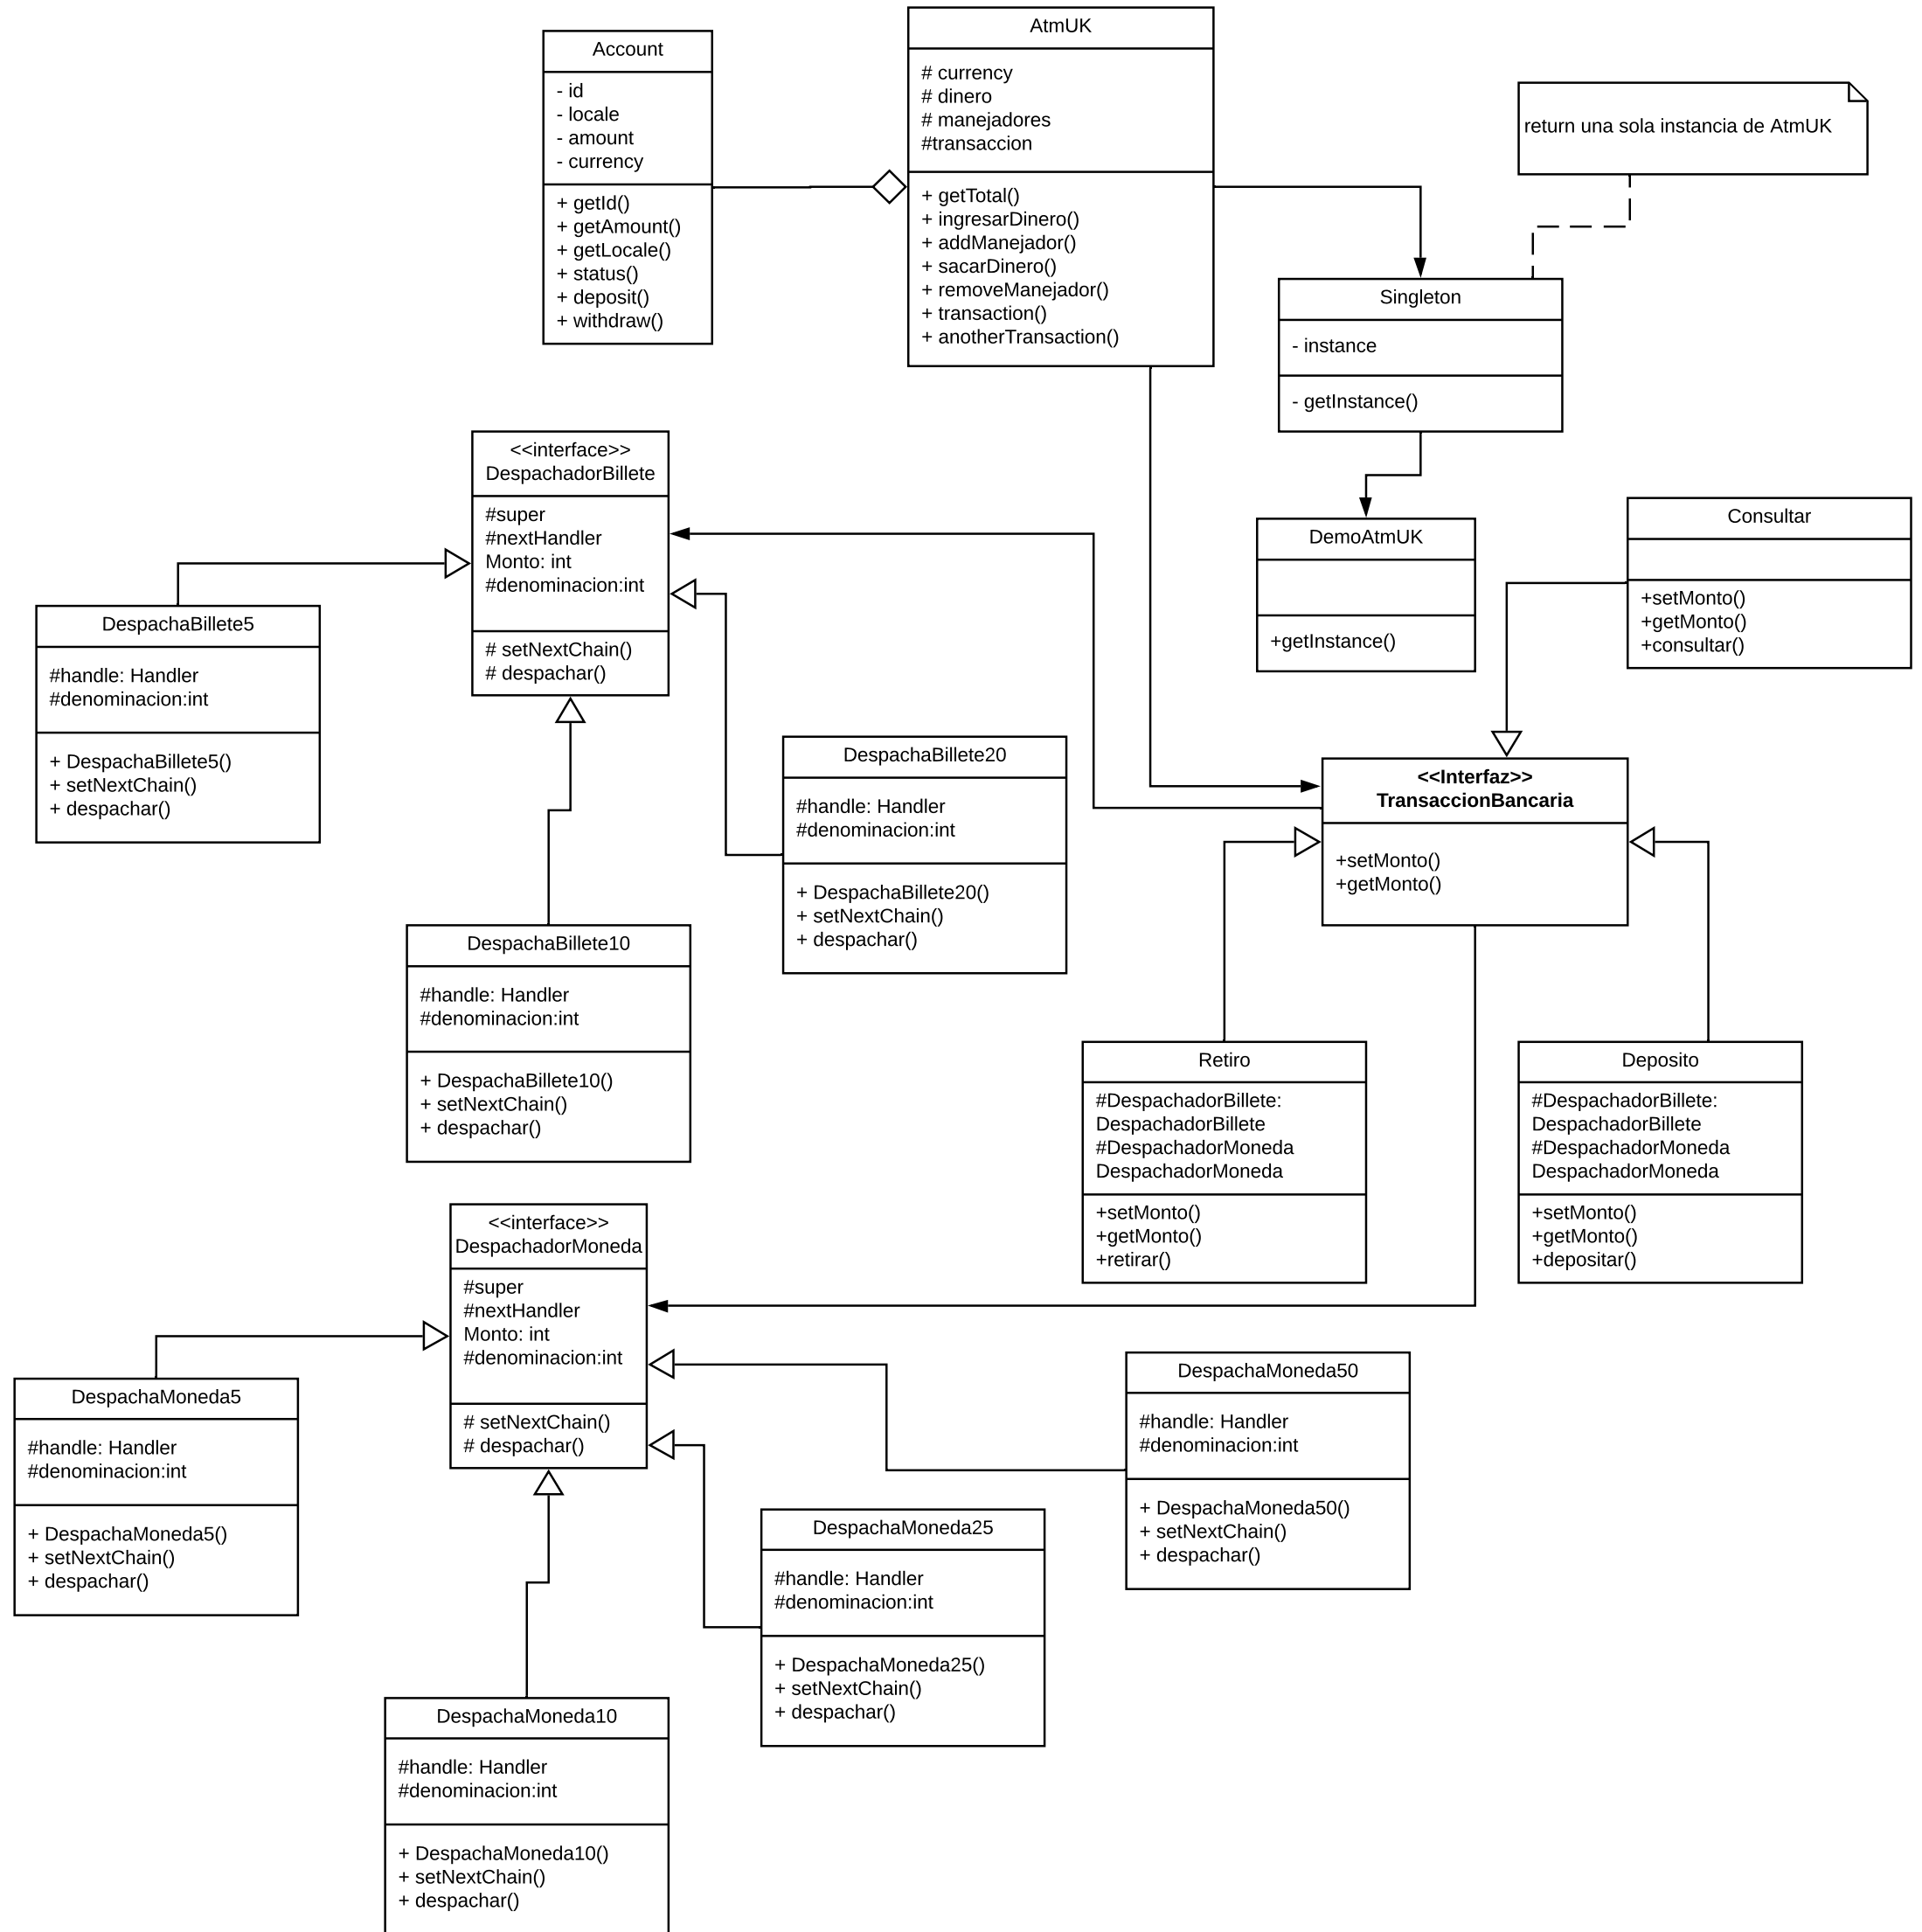 Account
- id
- locale
- amount
- currency
+ getId()
+ getAmount()
+ getLocale()
+ status()
+ deposit()
+ withdraw()
AtmUK
# currency
# dinero
# manejadores
#transaccion
+ getTotal()
+ ingresarDinero()
+ addManejador()
+ sacarDinero()
+ removeManejador()
+ transaction()
+ anotherTransaction()
return una sola instancia de AtmUK
Singleton
- instance
- getInstance()
<<interface>>
DespachadorBillete
#super
#nextHandler
Monto: int
#denominacion:int
# setNextChain()
# despachar()
DemoAtmUK
+getInstance()
Consultar
+setMonto()
+getMonto()
+consultar()
DespachaBillete5
#handle: Handler
#denominacion:int
+ DespachaBillete5()
+ setNextChain()
+ despachar()
DespachaBillete20
#handle: Handler
#denominacion:int
+ DespachaBillete20()
+ setNextChain()
+ despachar()
<<Interfaz>>
TransaccionBancaria
+setMonto()
+getMonto()
DespachaBillete10
#handle: Handler
#denominacion:int
+ DespachaBillete10()
+ setNextChain()
+ despachar()
Retiro
#DespachadorBillete:
DespachadorBillete
#DespachadorMoneda
DespachadorMoneda
+setMonto()
+getMonto()
+retirar()
Deposito
#DespachadorBillete:
DespachadorBillete
#DespachadorMoneda
DespachadorMoneda
+setMonto()
+getMonto()
+depositar()
<<interface>>
DespachadorMoneda
#super
#nextHandler
Monto: int
#denominacion:int
# setNextChain()
# despachar()
DespachaMoneda5
#handle: Handler
#denominacion:int
+ DespachaMoneda5()
+ setNextChain()
+ despachar()
DespachaMoneda50
#handle: Handler
#denominacion:int
+ DespachaMoneda50()
+ setNextChain()
+ despachar()
DespachaMoneda25
#handle: Handler
#denominacion:int
+ DespachaMoneda25()
+ setNextChain()
+ despachar()
DespachaMoneda10
#handle: Handler
#denominacion:int
+ DespachaMoneda10()
+ setNextChain()
+ despachar()